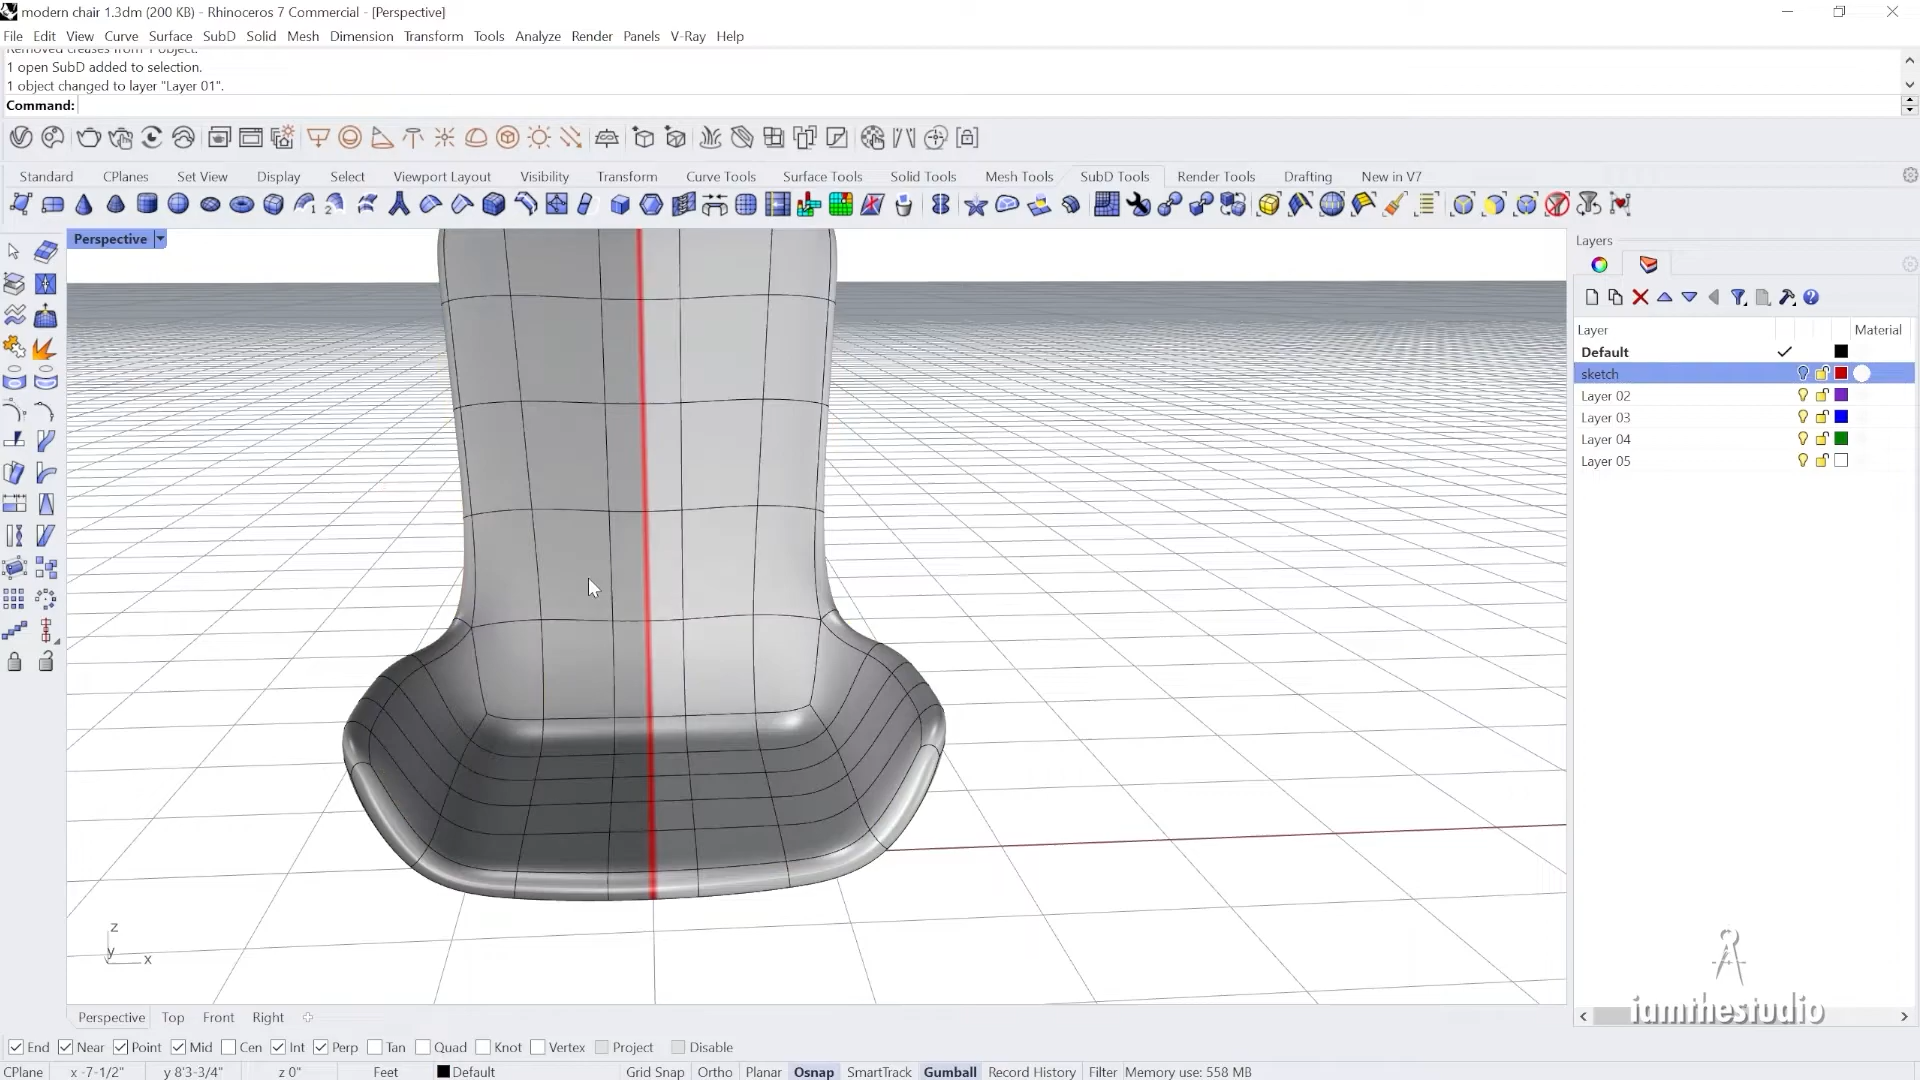 modern chair 1.3dm (200 KB) - Rhinoceros 7 Commercial - [Perspective]
File Edit View Curve Surface SubD Solid Mesh Dimension Transform Tools Analyze Render Panels V-Ray Help
Removed creases from 1 object.
1 open SubD added to selection.
1 object changed to layer "Layer 01".
Command:
Standard CPlanes Set View Display Select Viewport Layout Visibility Transform Curve Tools Surface Tools Solid Tools Mesh Tools SubD Tools Render Tools Drafting New in V7
Perspective
Layers
Layer Material
Default
sketch
Layer 02
Layer 03
Layer 04
Layer 05
z
y
x
iamthestudio
Perspective Top Front Right
End Near Point Mid Cen Int Perp Tan Quad Knot Vertex Project Disable
CPlane x -7-1/2" y 8'3-3/4" z 0" Feet Default Grid Snap Ortho Planar Osnap SmartTrack Gumball Record History Filter Memory use: 558 MB